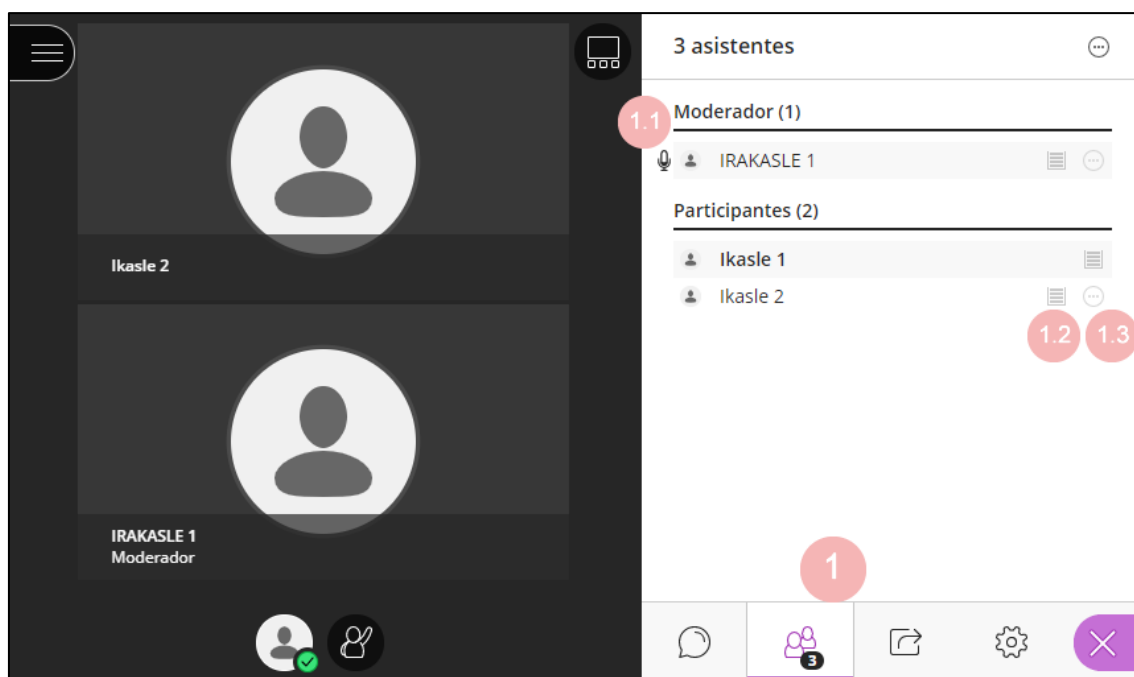 Ikasle 2
IRAKASLE 1
Moderador
3 asistentes
1.1
Moderador (1)
IRAKASLE 1
Participantes (2)
Ikasle 1
Ikasle 2
1.2
1.3
1
3